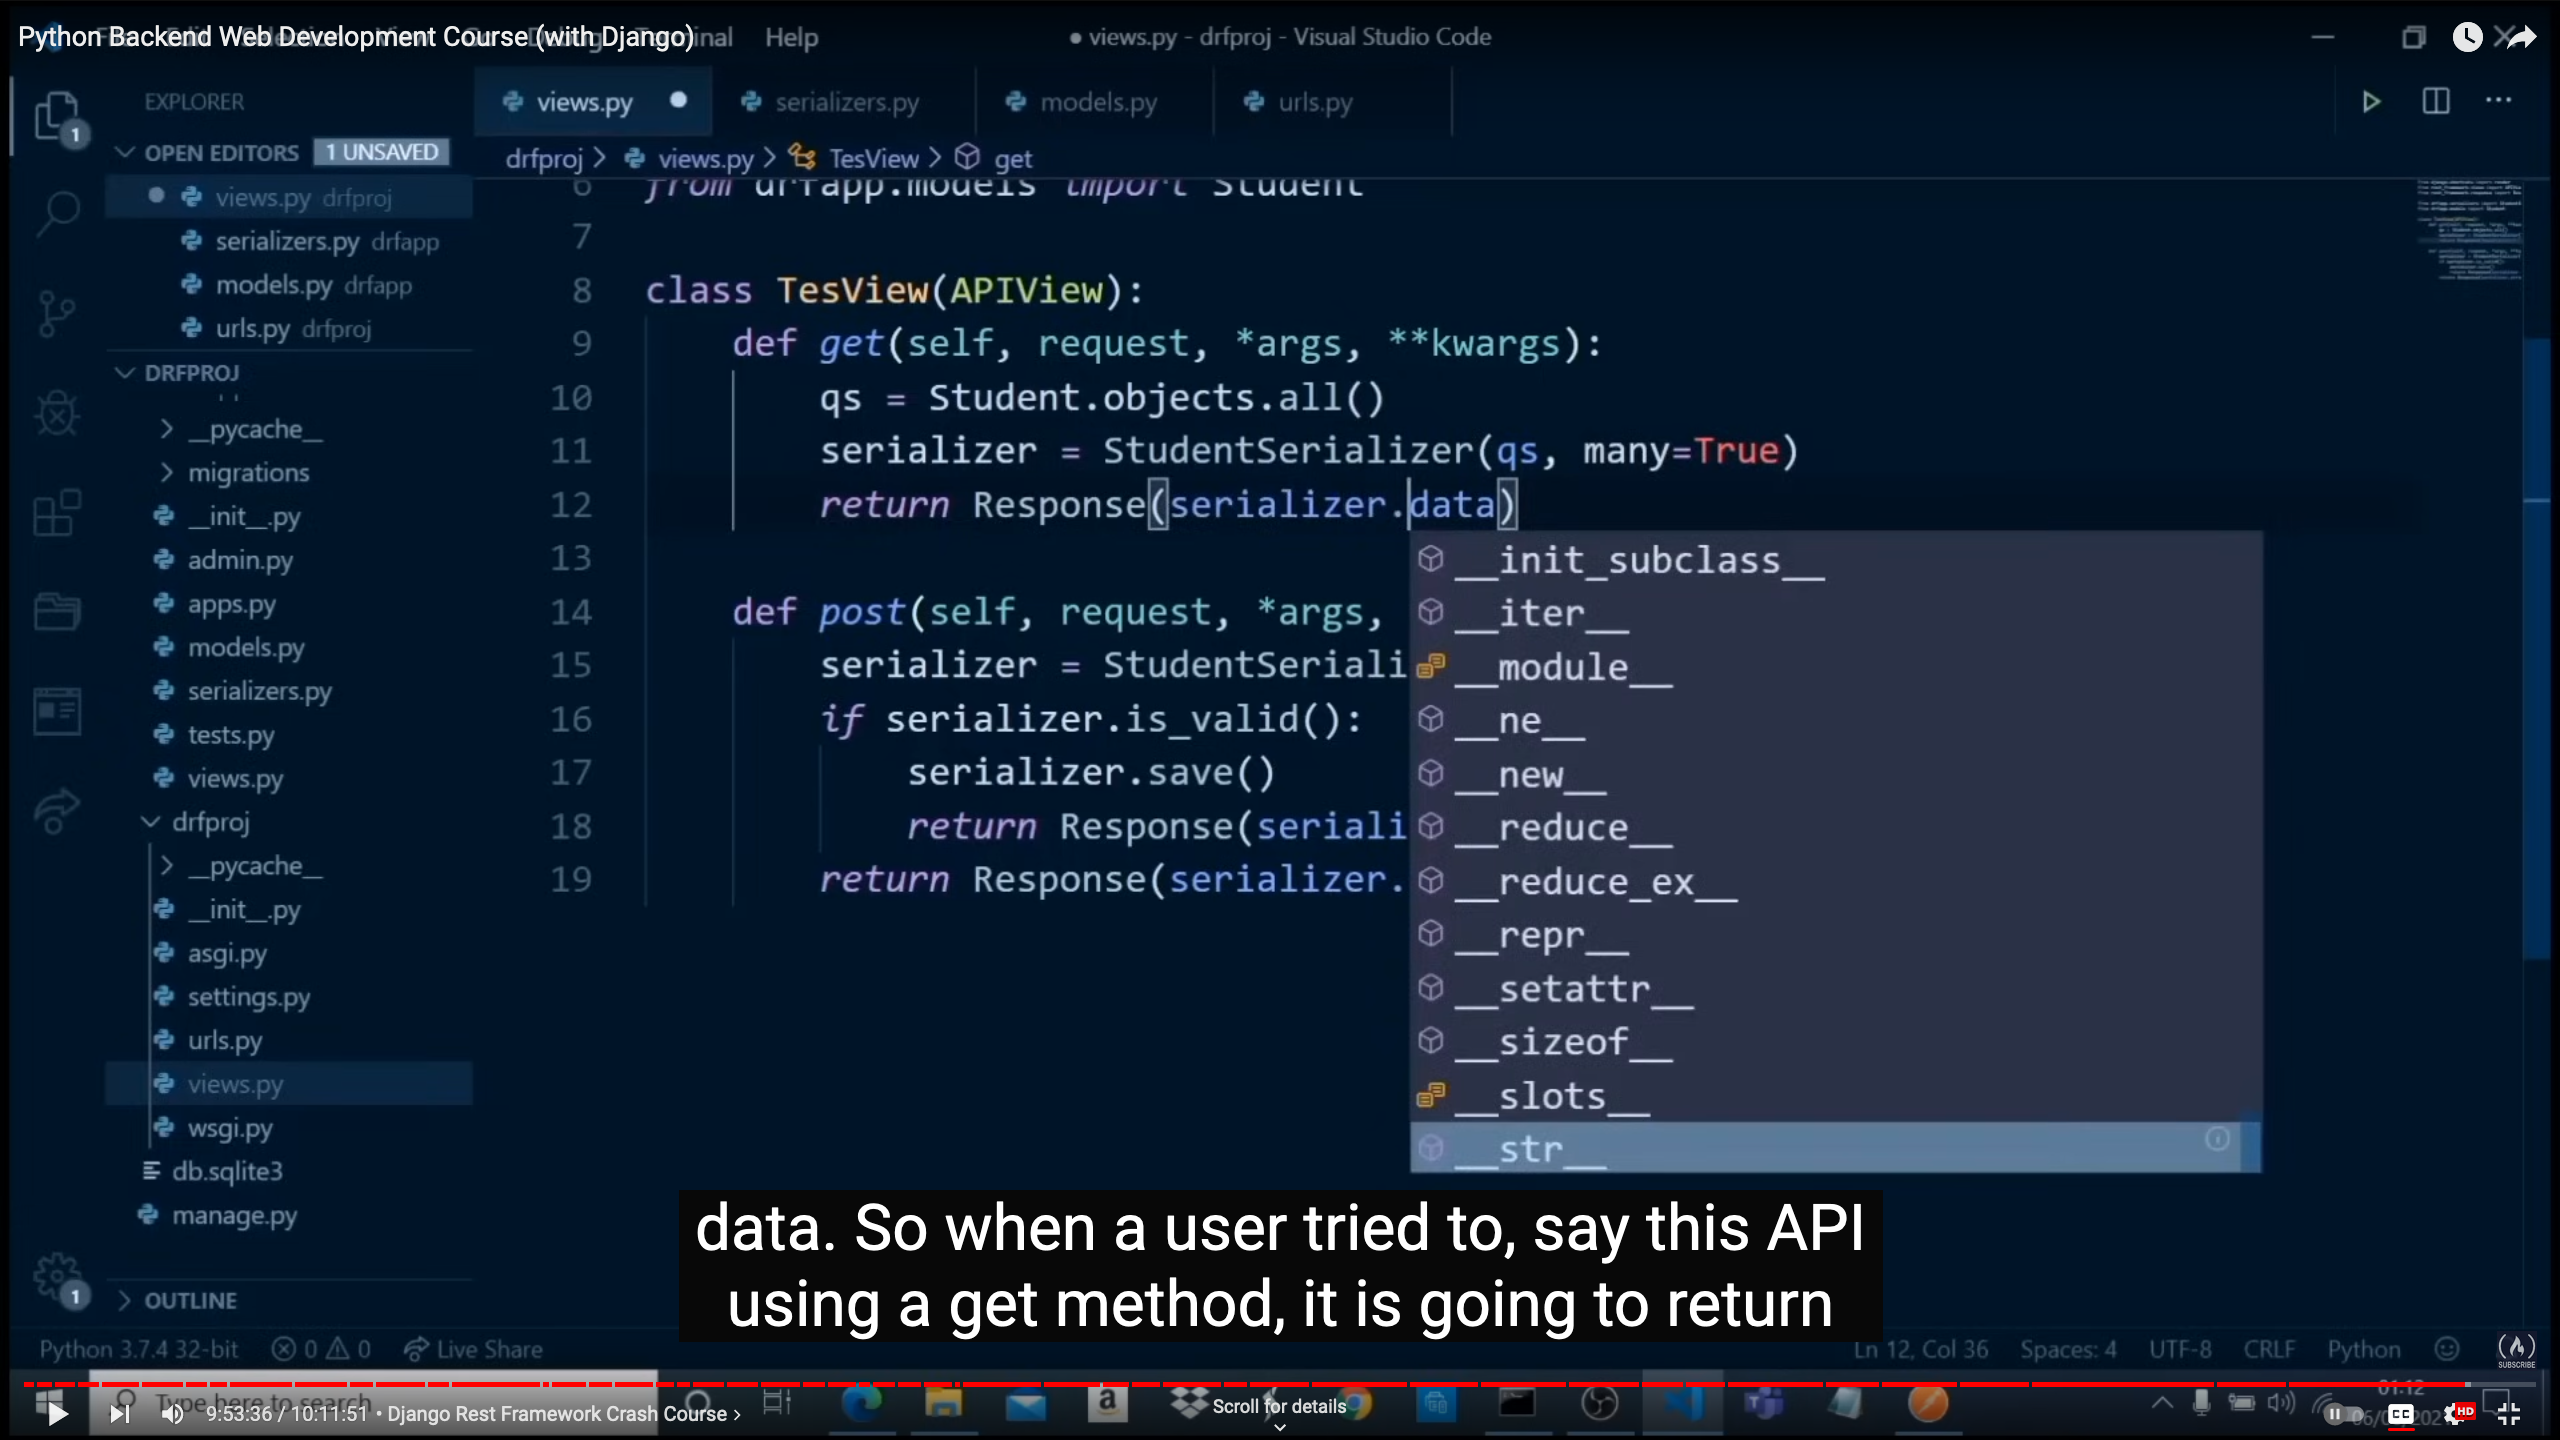 Python Backend Web Development Course (with Django)
Help
● views.py - drfproj - Visual Studio Code
EXPLORER
views.py
serializers.py
models.py
urls.py
OPEN EDITORS 1 UNSAVED
drfproj > views.py > TesView > get
views.py drfproj
serializers.py drfapp
models.py drfapp
urls.py drfproj
DRFPROJ
__pycache__
migrations
__init__.py
admin.py
apps.py
models.py
serializers.py
tests.py
views.py
drfproj
__pycache__
__init__.py
asgi.py
settings.py
urls.py
views.py
wsgi.py
db.sqlite3
manage.py
OUTLINE
6 from drfapp.models import Student
7
8 class TesView(APIView):
9 def get(self, request, *args, **kwargs):
10 qs = Student.objects.all()
11 serializer = StudentSerializer(qs, many=True)
12 return Response(serializer.data)
13
14 def post(self, request, *args,
15 serializer = StudentSeriali
16 if serializer.is_valid():
17 serializer.save()
18 return Response(seriali
19 return Response(serializer.
__init_subclass__
__iter__
__module__
__ne__
__new__
__reduce__
__reduce_ex__
__repr__
__setattr__
__sizeof__
__slots__
__str__
data. So when a user tried to, say this API
using a get method, it is going to return
1
1
Python 3.7.4 32-bit 0 0 Live Share
Ln 12, Col 36 Spaces: 4 UTF-8 CRLF Python
SUBSCRIBE
Type here to search
9:53:36 / 10:11:51 • Django Rest Framework Crash Course >
Scroll for details
01:12
CC
HD